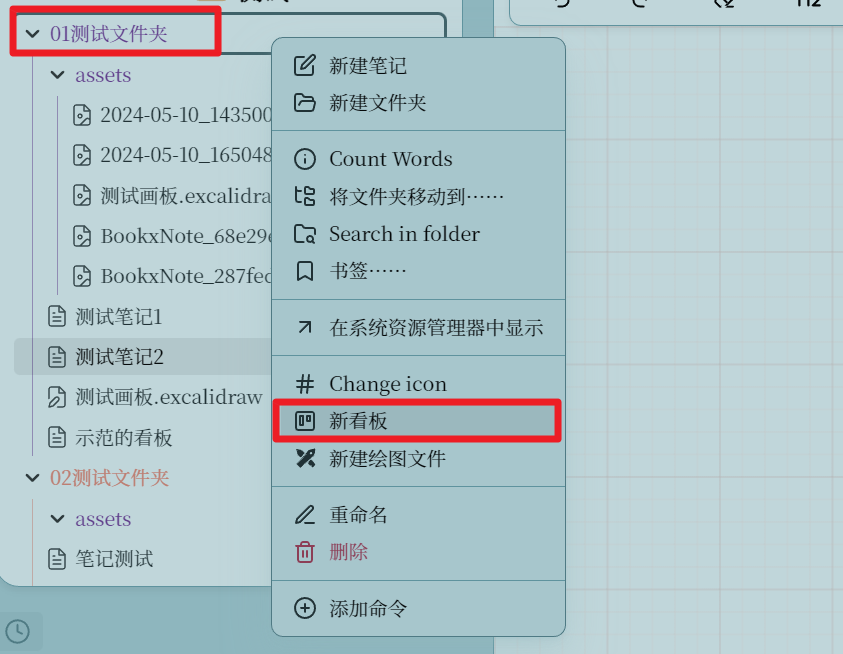 01测试文件夹
assets
2024-05-10_143500
2024-05-10_165048
测试画板.excalidra
BookxNote_68e29e
BookxNote_287fec
测试笔记1
测试笔记2
测试画板.excalidraw
示范的看板
02测试文件夹
assets
笔记测试
新建笔记
新建文件夹
Count Words
将文件夹移动到……
Search in folder
书签……
在系统资源管理器中显示
Change icon
新看板
新建绘图文件
重命名
删除
添加命令